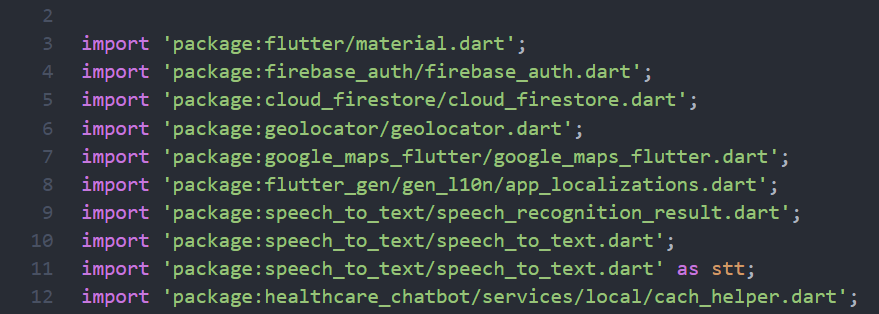 2
3 import 'package:flutter/material.dart';
4 import 'package:firebase_auth/firebase_auth.dart';
5 import 'package:cloud_firestore/cloud_firestore.dart';
6 import 'package:geolocator/geolocator.dart';
7 import 'package:google_maps_flutter/google_maps_flutter.dart';
8 import 'package:flutter_gen/gen_l10n/app_localizations.dart';
9 import 'package:speech_to_text/speech_recognition_result.dart';
10 import 'package:speech_to_text/speech_to_text.dart';
11 import 'package:speech_to_text/speech_to_text.dart' as stt;
12 import 'package:healthcare_chatbot/services/local/cach_helper.dart';